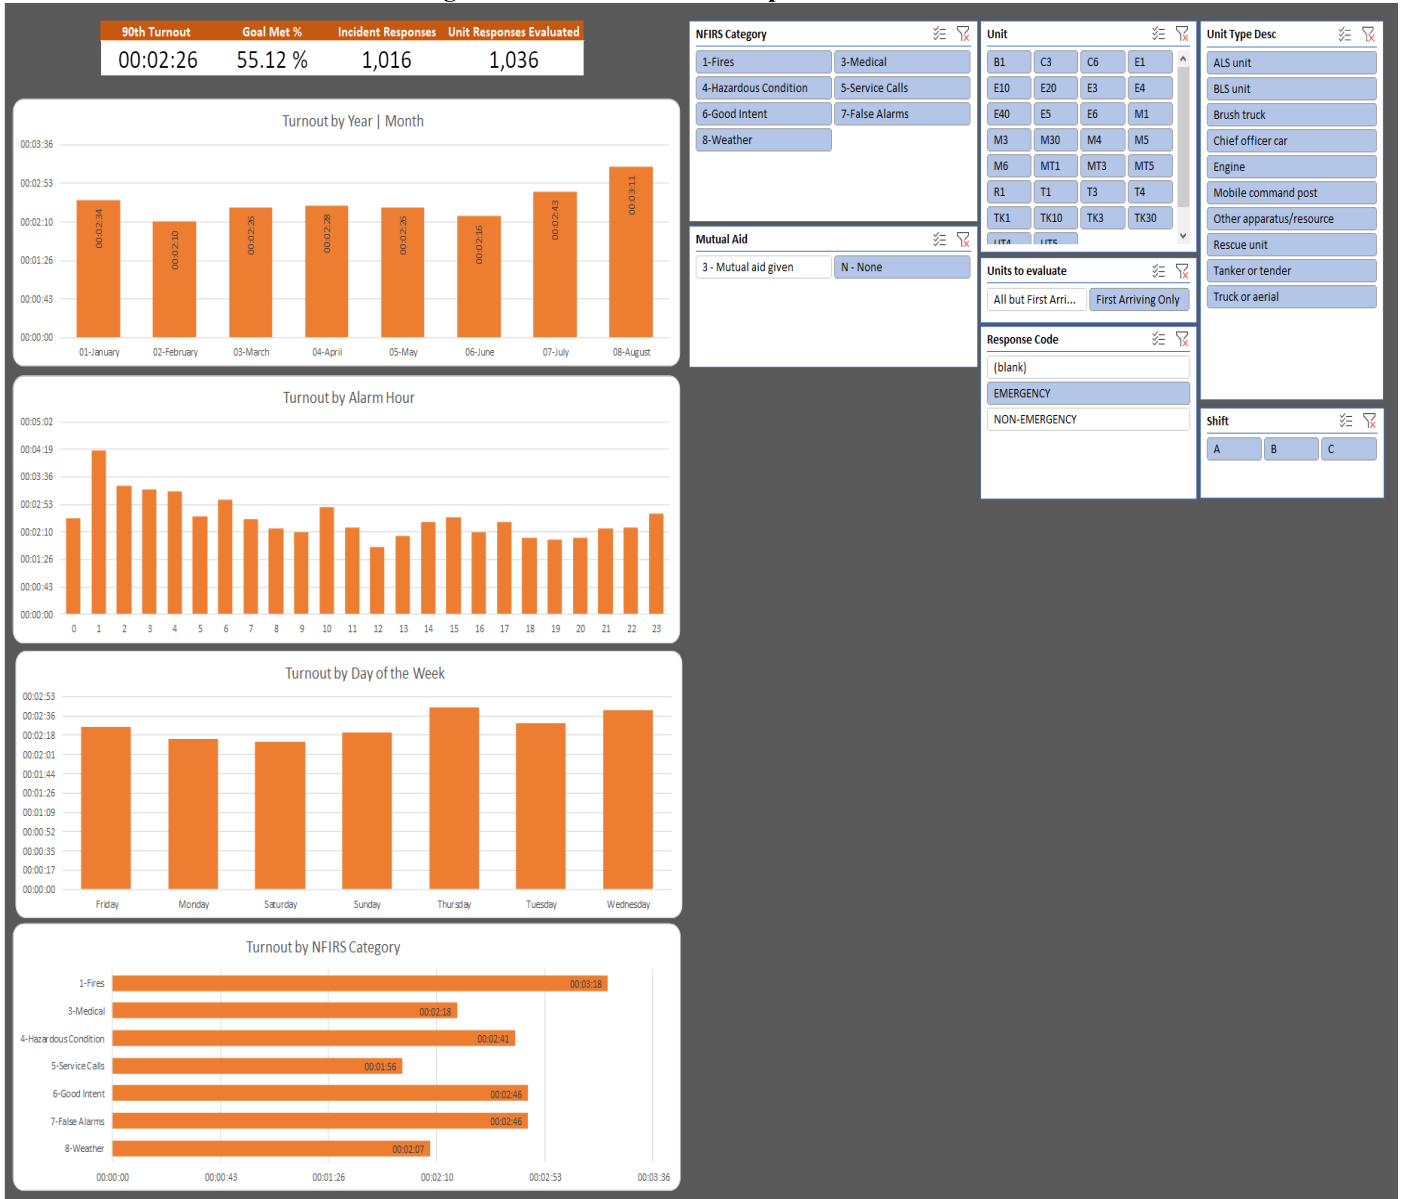 90th Turnout Goal Met % Incident Responses Unit Responses Evaluated
00:02:26 55.12 % 1,016 1,036
Turnout by Year | Month
00:03:36
00:02:53
00:02:10
00:01:26
00:00:43
00:00:00
00:02:34 00:02:10 00:02:26 00:02:28 00:02:26 00:02:16 00:02:43 00:03:11
01-January 02-February 03-March 04-April 05-May 06-June 07-July 08-August
Turnout by Alarm Hour
00:05:02
00:04:19
00:03:36
00:02:53
00:02:10
00:01:26
00:00:43
00:00:00
0 1 2 3 4 5 6 7 8 9 10 11 12 13 14 15 16 17 18 19 20 21 22 23
Turnout by Day of the Week
00:02:53
00:02:36
00:02:18
00:02:01
00:01:44
00:01:26
00:01:09
00:00:52
00:00:35
00:00:17
00:00:00
Friday Monday Saturday Sunday Thursday Tuesday Wednesday
Turnout by NFIRS Category
1-Fires 00:03:18
3-Medical 00:02:18
4-Hazardous Condition 00:02:41
5-Service Calls 00:01:56
6-Good Intent 00:02:46
7-False Alarms 00:02:46
8-Weather 00:02:07
00:00:00 00:00:43 00:01:26 00:02:10 00:02:53 00:03:36
NFIRS Category
1-Fires 3-Medical
4-Hazardous Condition 5-Service Calls
6-Good Intent 7-False Alarms
8-Weather
Mutual Aid
3 - Mutual aid given N - None
Unit
B1 C3 C6 E1
E10 E20 E3 E4
E40 E5 E6 M1
M3 M30 M4 M5
M6 MT1 MT3 MT5
R1 T1 T3 T4
TK1 TK10 TK3 TK30
UT4 UT5
Units to evaluate
All but First Arri... First Arriving Only
Response Code
(blank)
EMERGENCY
NON-EMERGENCY
Unit Type Desc
ALS unit
BLS unit
Brush truck
Chief officer car
Engine
Mobile command post
Other apparatus/resource
Rescue unit
Tanker or tender
Truck or aerial
Shift
A B C